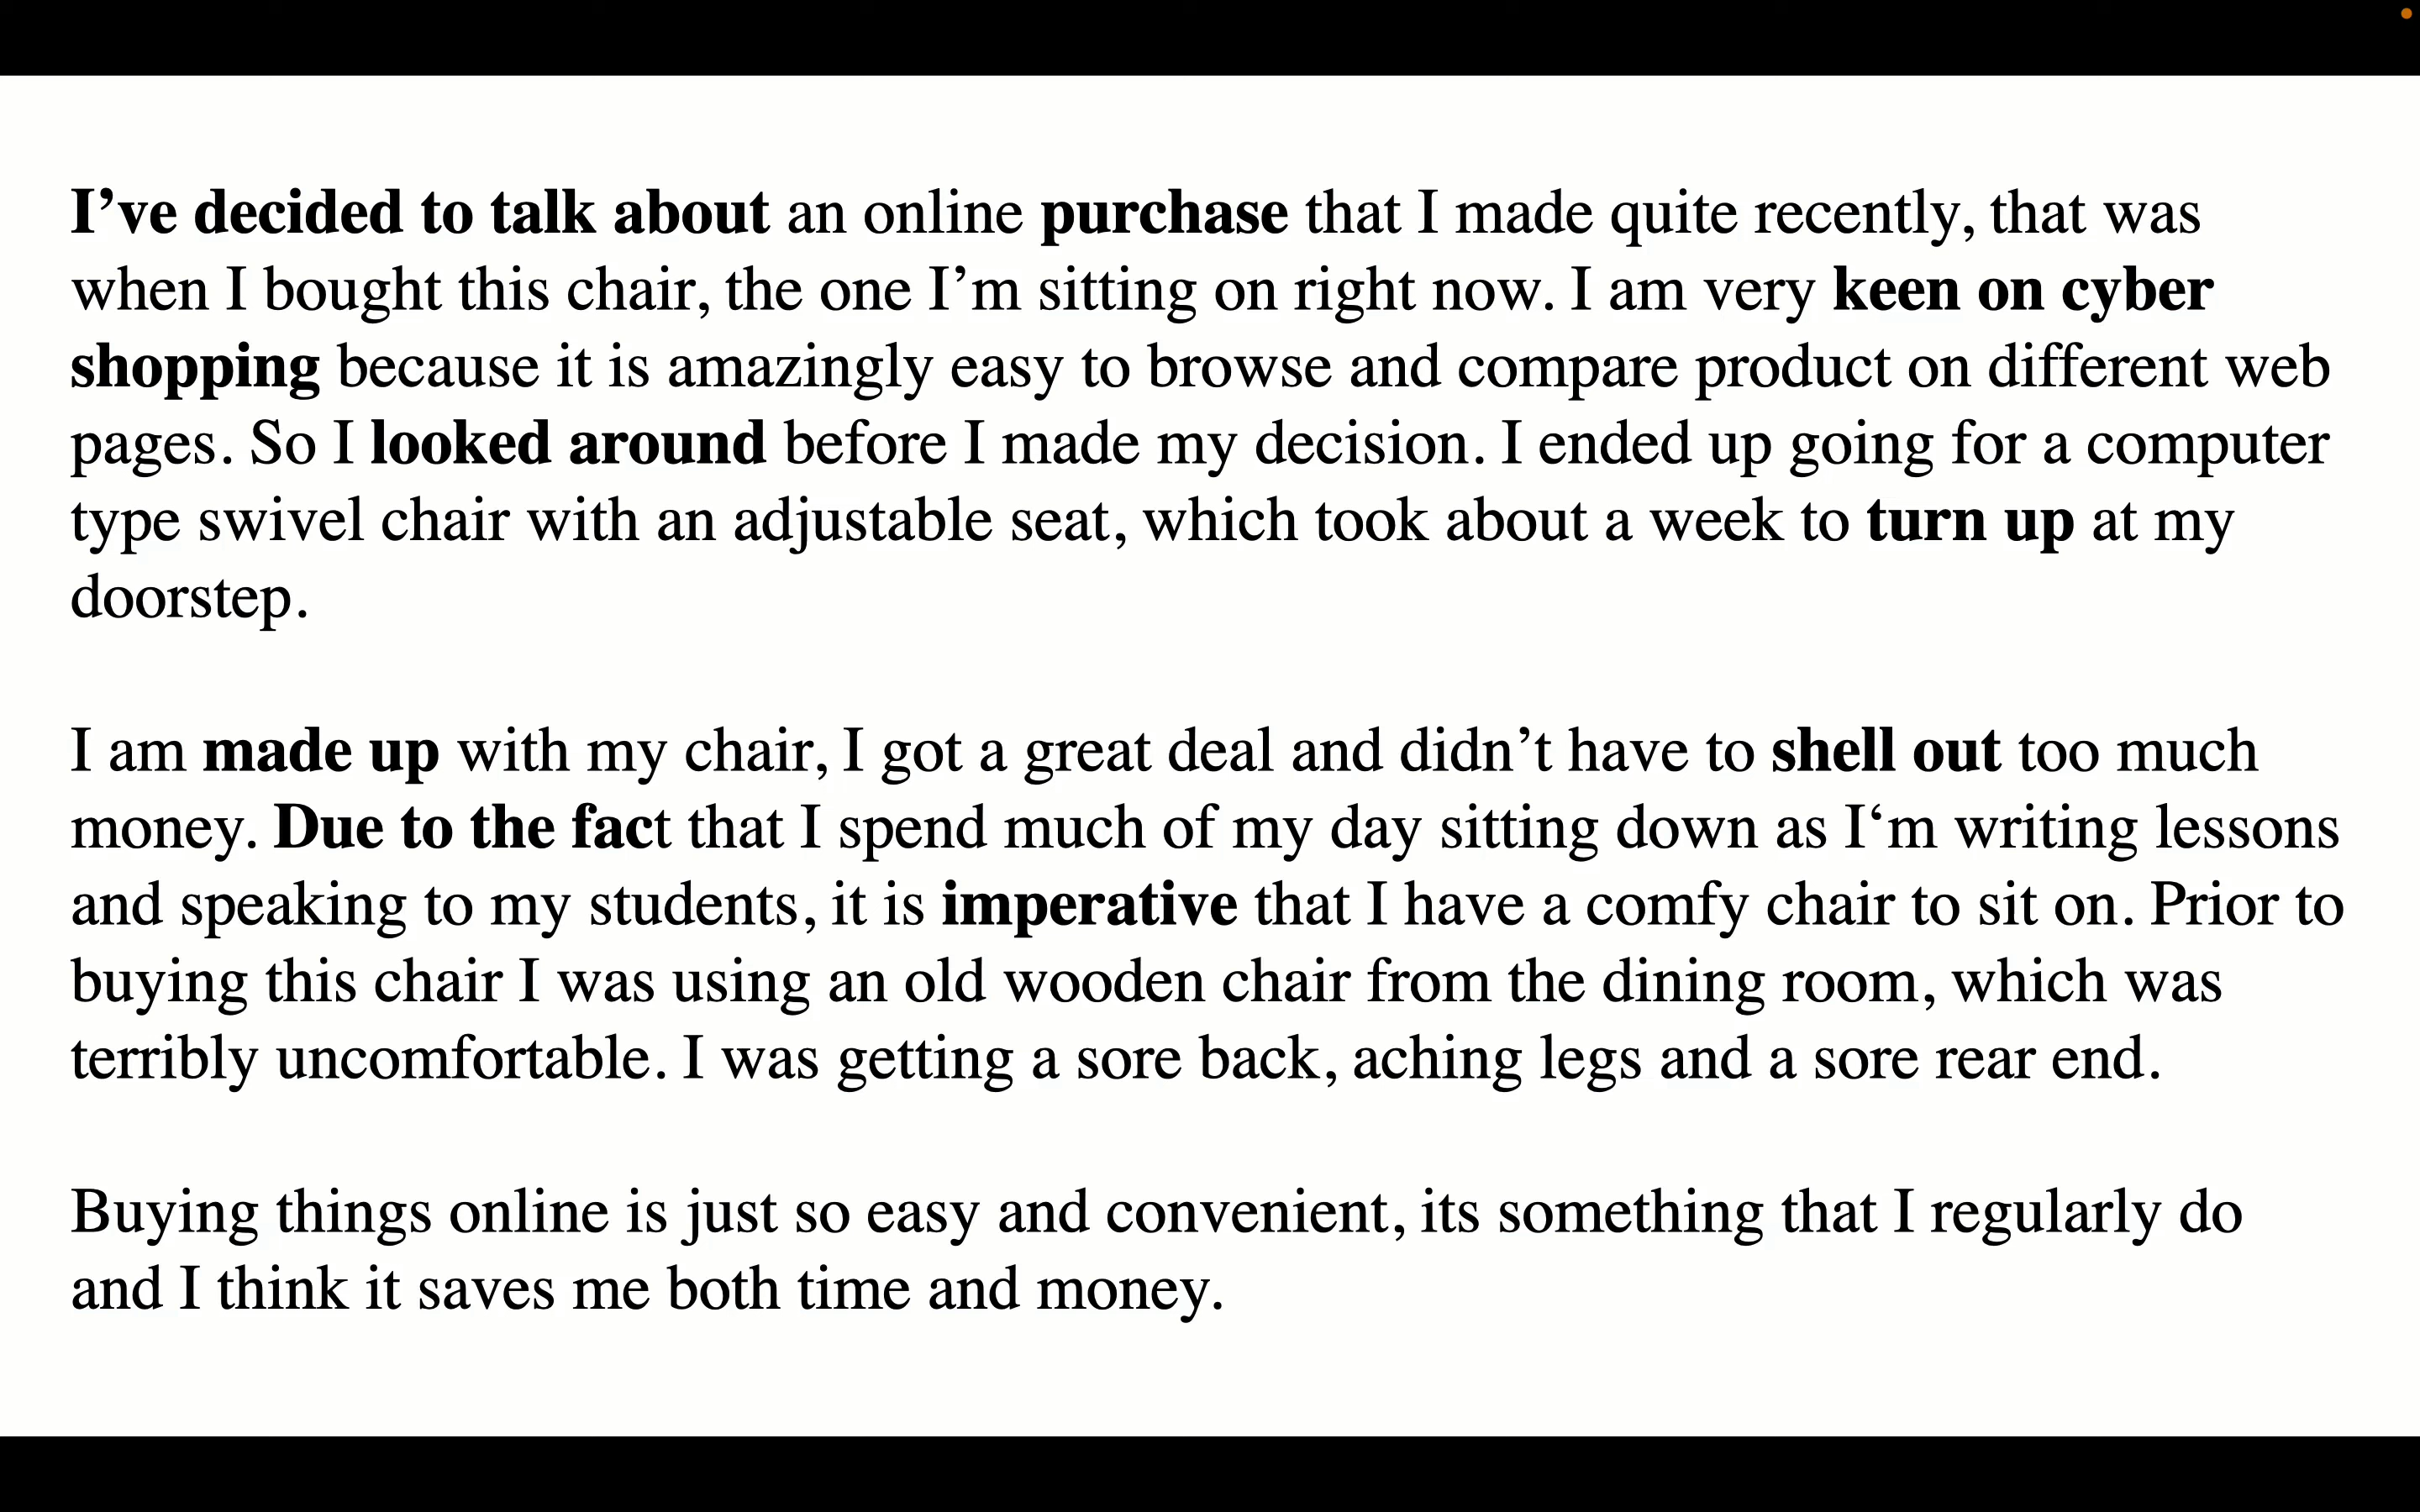 I’ve decided to talk about an online purchase that I made quite recently, that was
when I bought this chair, the one I’m sitting on right now. I am very keen on cyber
shopping because it is amazingly easy to browse and compare product on different web
pages. So I looked around before I made my decision. I ended up going for a computer
type swivel chair with an adjustable seat, which took about a week to turn up at my
doorstep.
I am made up with my chair, I got a great deal and didn’t have to shell out too much
money. Due to the fact that I spend much of my day sitting down as I‘m writing lessons
and speaking to my students, it is imperative that I have a comfy chair to sit on. Prior to
buying this chair I was using an old wooden chair from the dining room, which was
terribly uncomfortable. I was getting a sore back, aching legs and a sore rear end.
Buying things online is just so easy and convenient, its something that I regularly do
and I think it saves me both time and money.